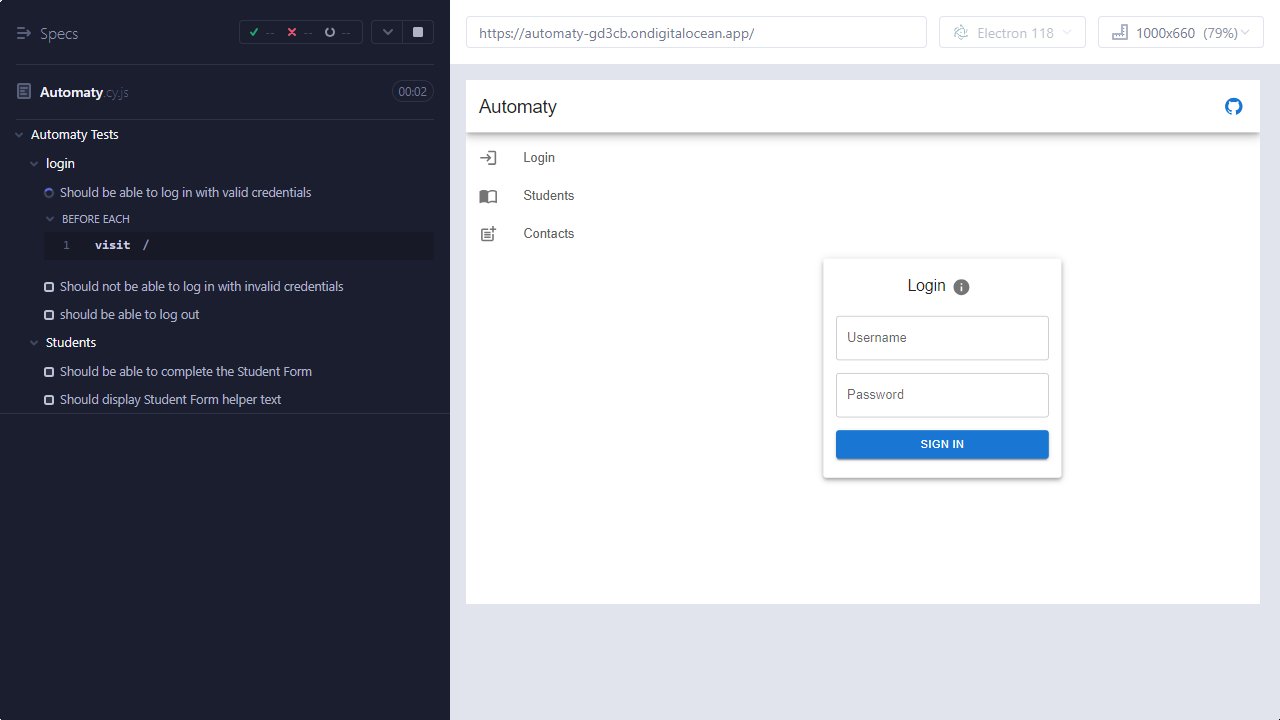 Specs
-- -- --
Automaty.cy.js 00:02
Automaty Tests
login
Should be able to log in with valid credentials
BEFORE EACH
1 visit /
Should not be able to log in with invalid credentials
should be able to log out
Students
Should be able to complete the Student Form
Should display Student Form helper text
https://automaty-gd3cb.ondigitalocean.app/
Electron 118
1000x660 (79%)
Automaty
Login
Students
Contacts
Login
Username
Password
SIGN IN